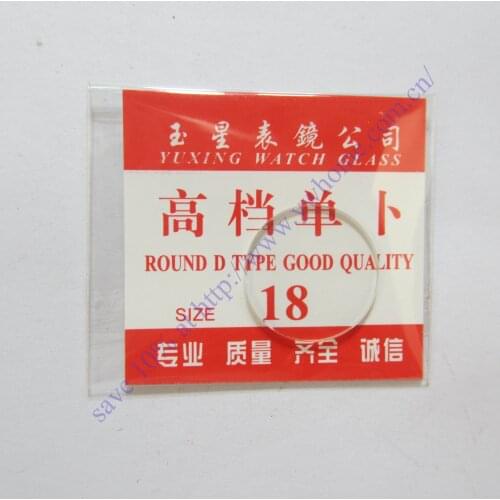 玉星表鏡公司
YUXING WATCH GLASS
高档单卜
ROUND D TYPE GOOD QUALITY
SIZE 18
专业 质量 齐全 诚信